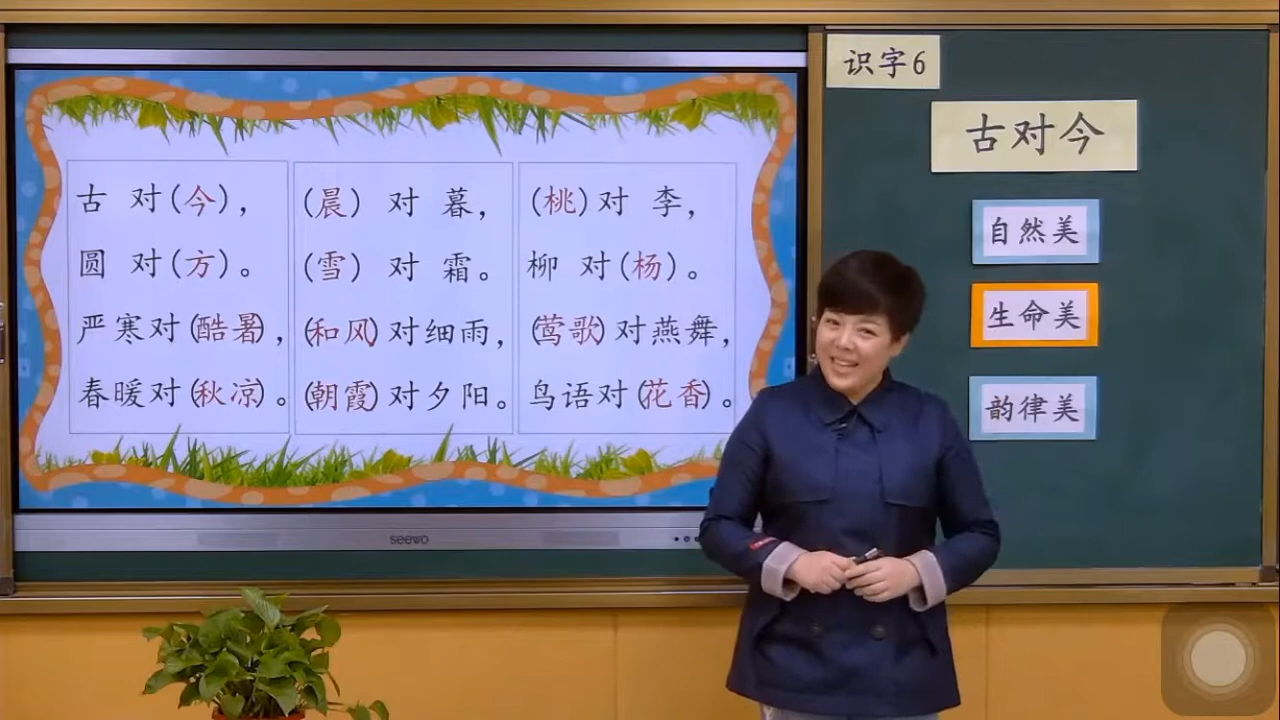 古 对(今)，
圆 对(方)。
严寒对(酷暑)，
春暖对(秋凉)。
(晨) 对 暮，
(雪) 对 霜。
(和风)对细雨，
(朝霞)对夕阳。
(桃)对 李，
柳 对(杨)。
(莺歌)对燕舞，
鸟语对(花香)。
seewo
识字6
古对今
自然美
生命美
韵律美